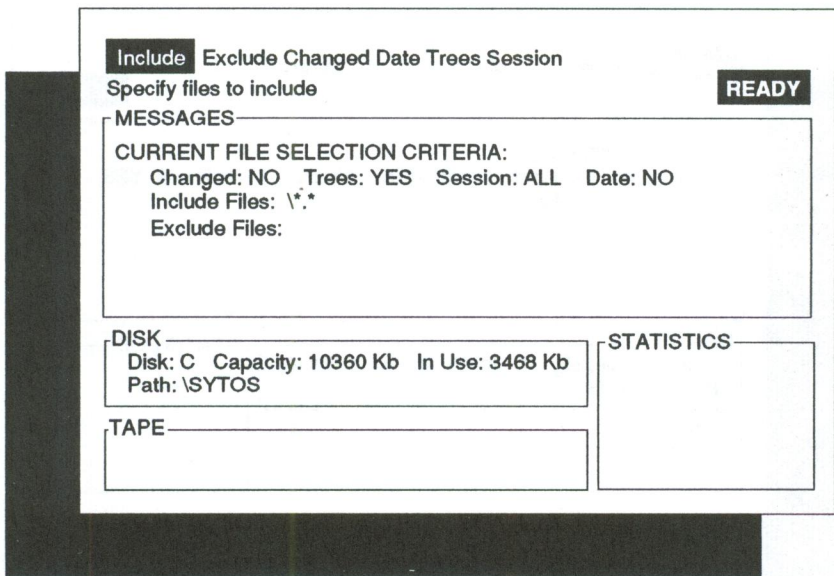 Include Exclude Changed Date Trees Session
Specify files to include
READY
MESSAGES
CURRENT FILE SELECTION CRITERIA:
Changed: NO Trees: YES Session: ALL Date: NO
Include Files: \*.*
Exclude Files:
DISK
Disk: C Capacity: 10360 Kb In Use: 3468 Kb
Path: \SYTOS
STATISTICS
TAPE